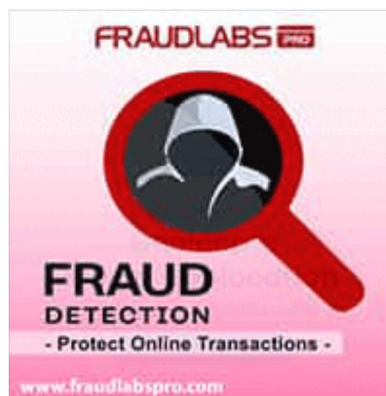 FRAUDLABS PRO
FRAUD
DETECTION
- Protect Online Transactions -
www.fraudlabspro.com